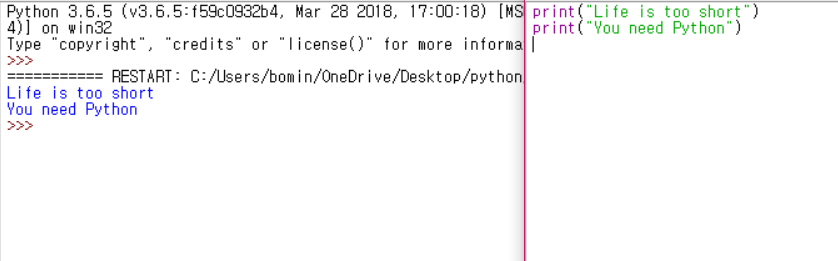 Python 3.6.5 (v3.6.5:f59c0932b4, Mar 28 2018, 17:00:18) [MS
4)] on win32
Type "copyright", "credits" or "license()" for more informa
>>>
=========== RESTART: C:/Users/bomin/OneDrive/Desktop/python
Life is too short
You need Python
>>>
print("Life is too short")
print("You need Python")